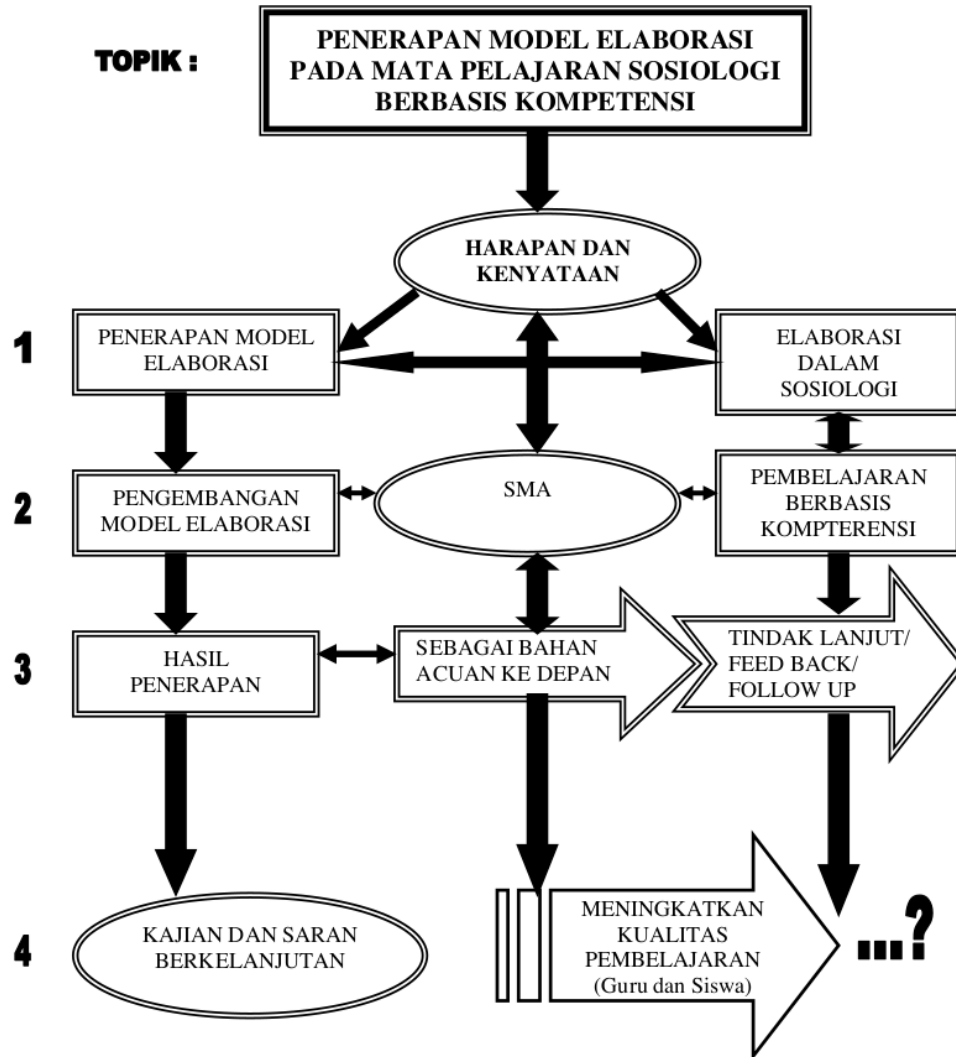 TOPIK :
PENERAPAN MODEL ELABORASI
PADA MATA PELAJARAN SOSIOLOGI
BERBASIS KOMPETENSI
HARAPAN DAN
KENYATAAN
1
PENERAPAN MODEL
ELABORASI
ELABORASI
DALAM
SOSIOLOGI
2
PENGEMBANGAN
MODEL ELABORASI
SMA
PEMBELAJARAN
BERBASIS
KOMPTERENSI
3
HASIL
PENERAPAN
SEBAGAI BAHAN
ACUAN KE DEPAN
TINDAK LANJUT/
FEED BACK/
FOLLOW UP
4
KAJIAN DAN SARAN
BERKELANJUTAN
MENINGKATKAN
KUALITAS
PEMBELAJARAN
(Guru dan Siswa)
...?